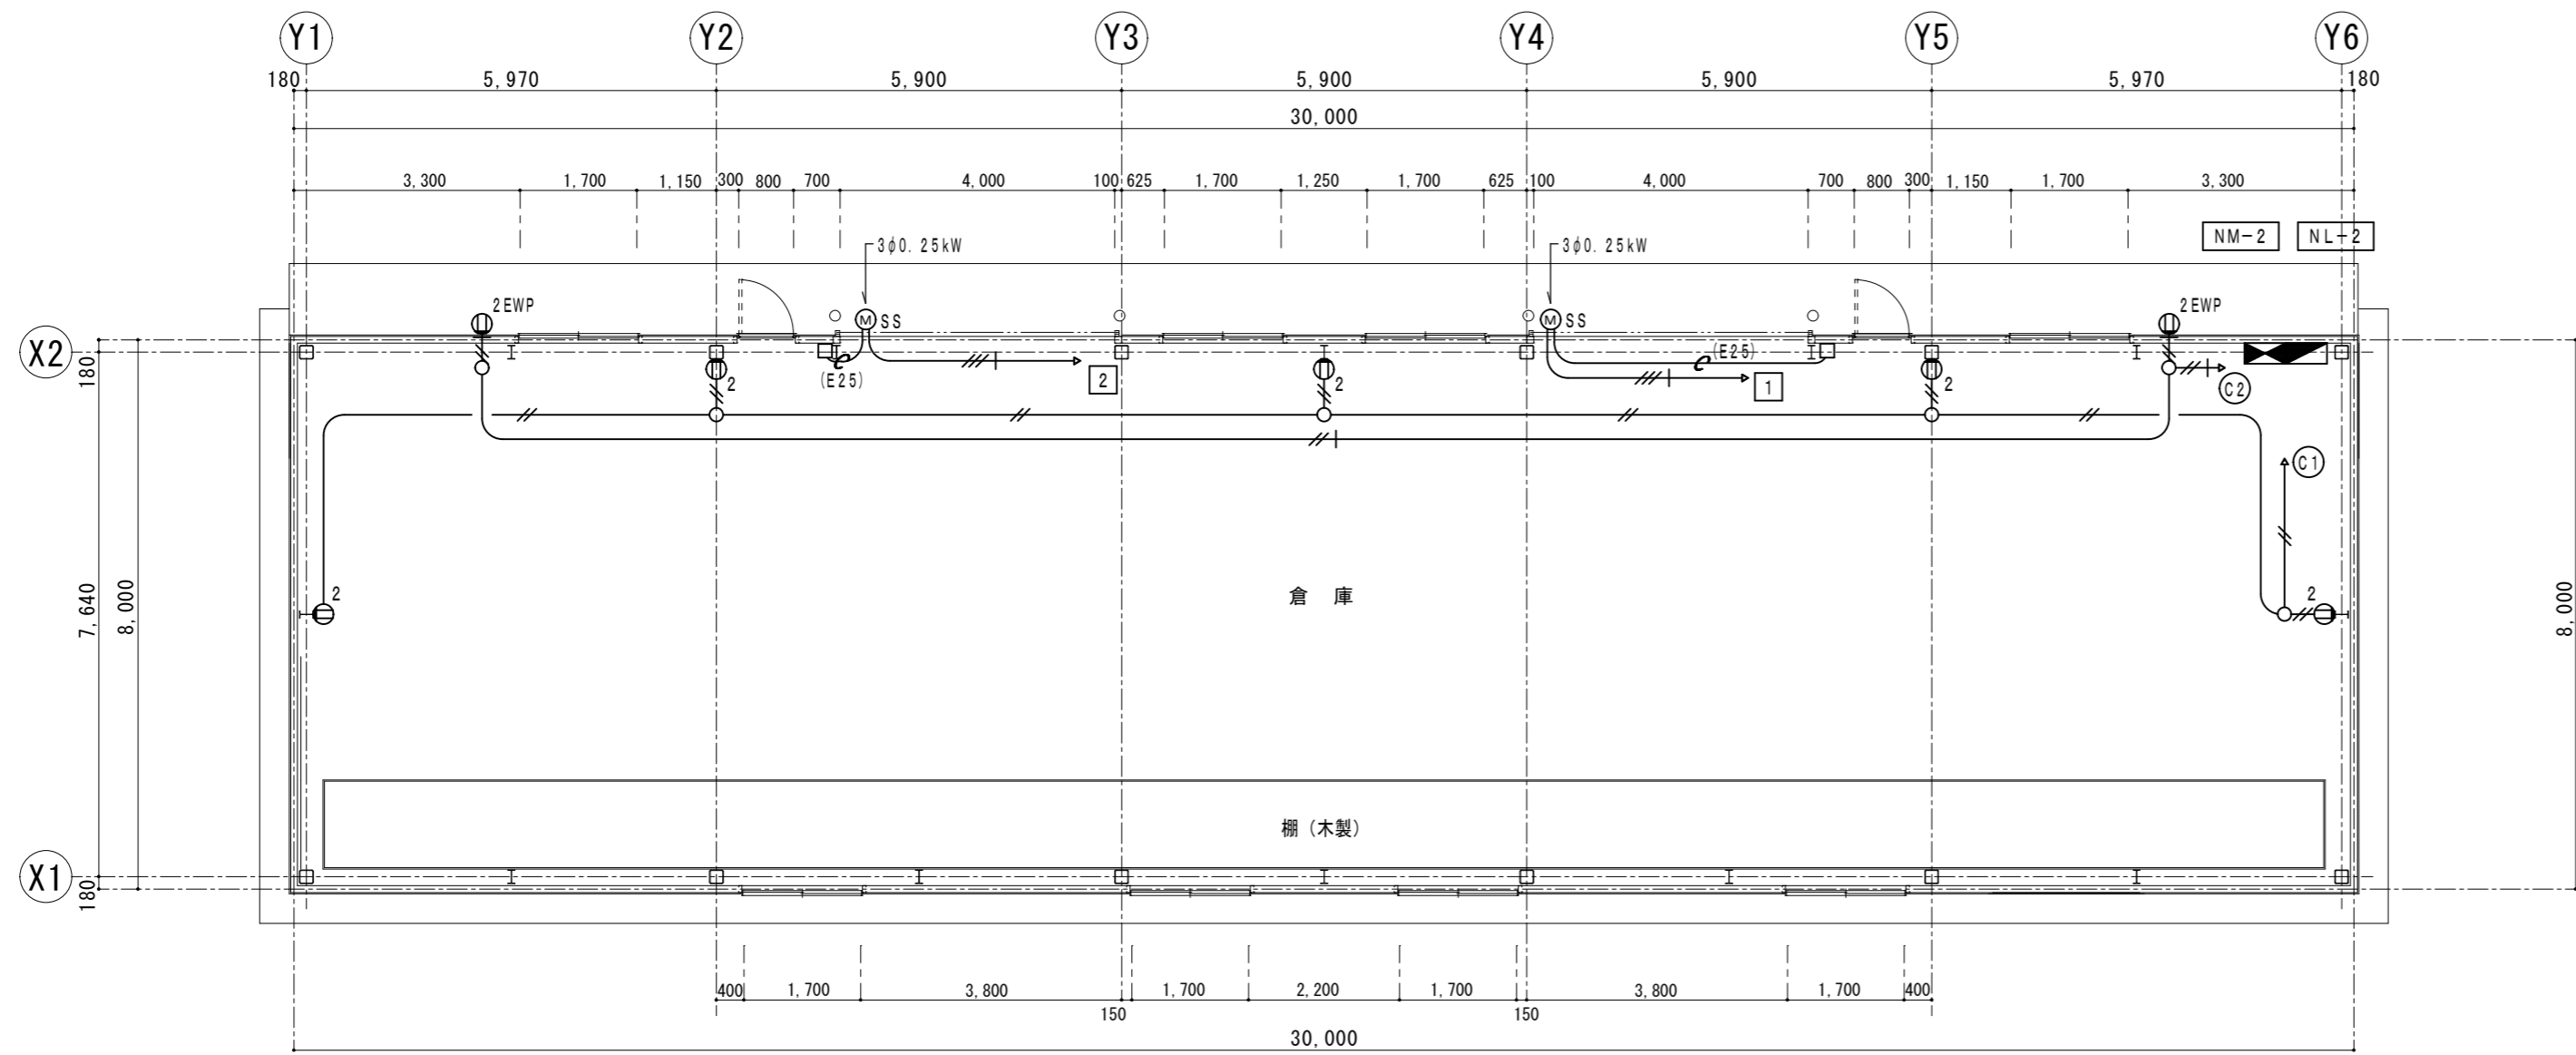 Y1 Y2 Y3 Y4 Y5 Y6
180 5,970 5,900 5,900 5,900 5,970 180
30,000
3,300 1,700 1,150 300 800 700 4,000 100 625 1,700 1,250 1,700 625 100 4,000 700 800 300 1,150 1,700 3,300
NM-2 NL-2
3φ0.25kW 3φ0.25kW
2EWP 2EWP
M SS M SS
X2
180
(E25) (E25)
2 2 2 1 2
C2
C1
2 2
倉 庫
7,640
8,000
8,000
棚（木製）
X1
180
400 1,700 3,800 1,700 2,200 1,700 3,800 1,700 400
150 150
30,000